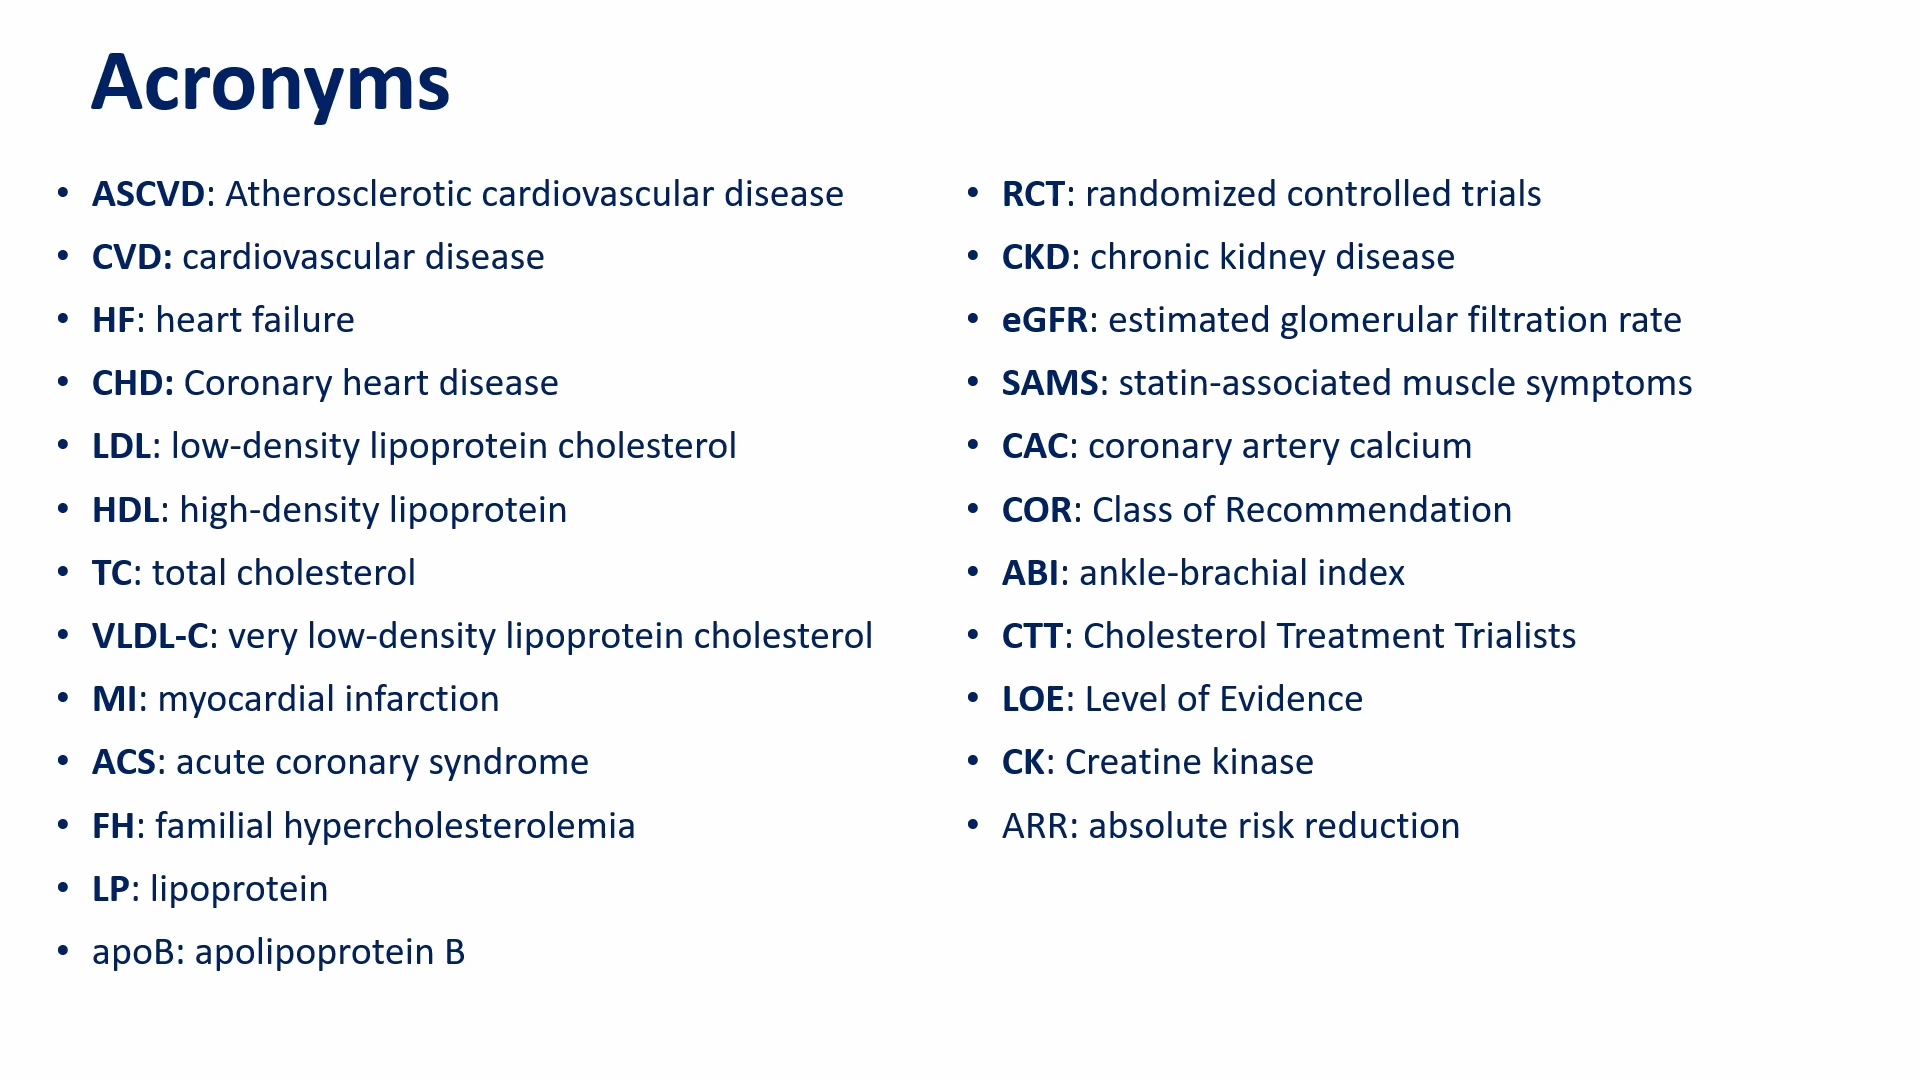 Acronyms
• ASCVD: Atherosclerotic cardiovascular disease
• CVD: cardiovascular disease
• HF: heart failure
• CHD: Coronary heart disease
• LDL: low-density lipoprotein cholesterol
• HDL: high-density lipoprotein
• TC: total cholesterol
• VLDL-C: very low-density lipoprotein cholesterol
• MI: myocardial infarction
• ACS: acute coronary syndrome
• FH: familial hypercholesterolemia
• LP: lipoprotein
• apoB: apolipoprotein B
• RCT: randomized controlled trials
• CKD: chronic kidney disease
• eGFR: estimated glomerular filtration rate
• SAMS: statin-associated muscle symptoms
• CAC: coronary artery calcium
• COR: Class of Recommendation
• ABI: ankle-brachial index
• CTT: Cholesterol Treatment Trialists
• LOE: Level of Evidence
• CK: Creatine kinase
• ARR: absolute risk reduction